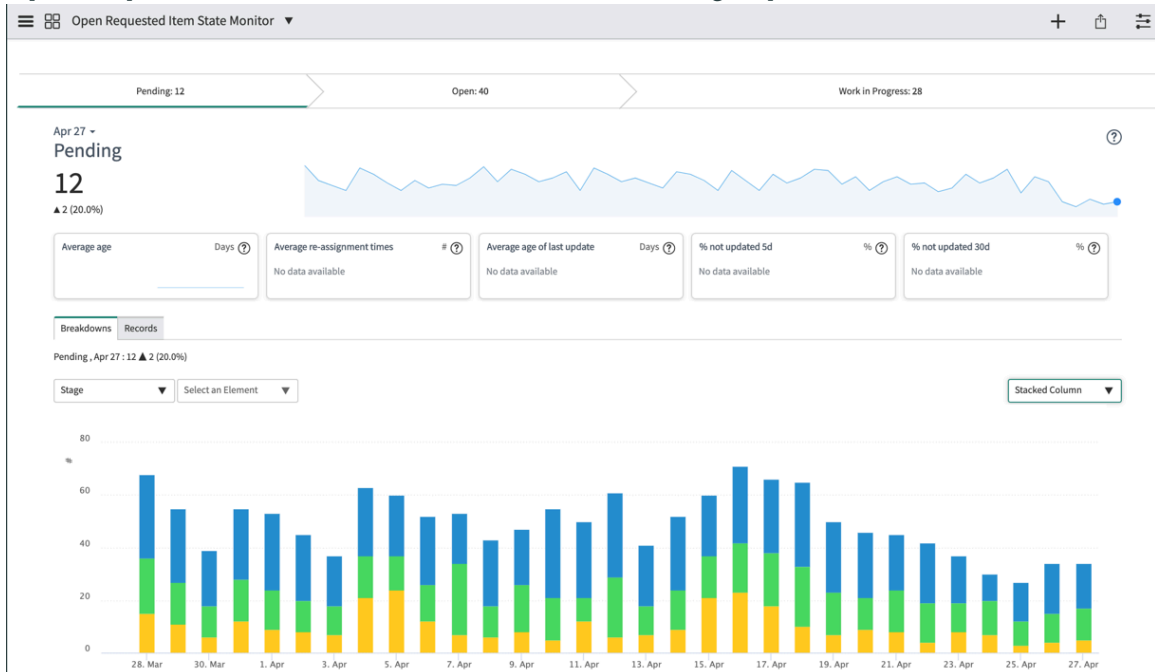 Open Requested Item State Monitor ▼
Pending: 12
Open: 40
Work in Progress: 28
Apr 27
Pending
12
▲ 2 (20.0%)
Average age Days
Average re-assignment times #
No data available
Average age of last update Days
No data available
% not updated 5d %
No data available
% not updated 30d %
No data available
Breakdowns Records
Pending , Apr 27 : 12 ▲ 2 (20.0%)
Stage ▼ Select an Element ▼ Stacked Column ▼
80
#
60
40
20
0
28. Mar 30. Mar 1. Apr 3. Apr 5. Apr 7. Apr 9. Apr 11. Apr 13. Apr 15. Apr 17. Apr 19. Apr 21. Apr 23. Apr 25. Apr 27. Apr